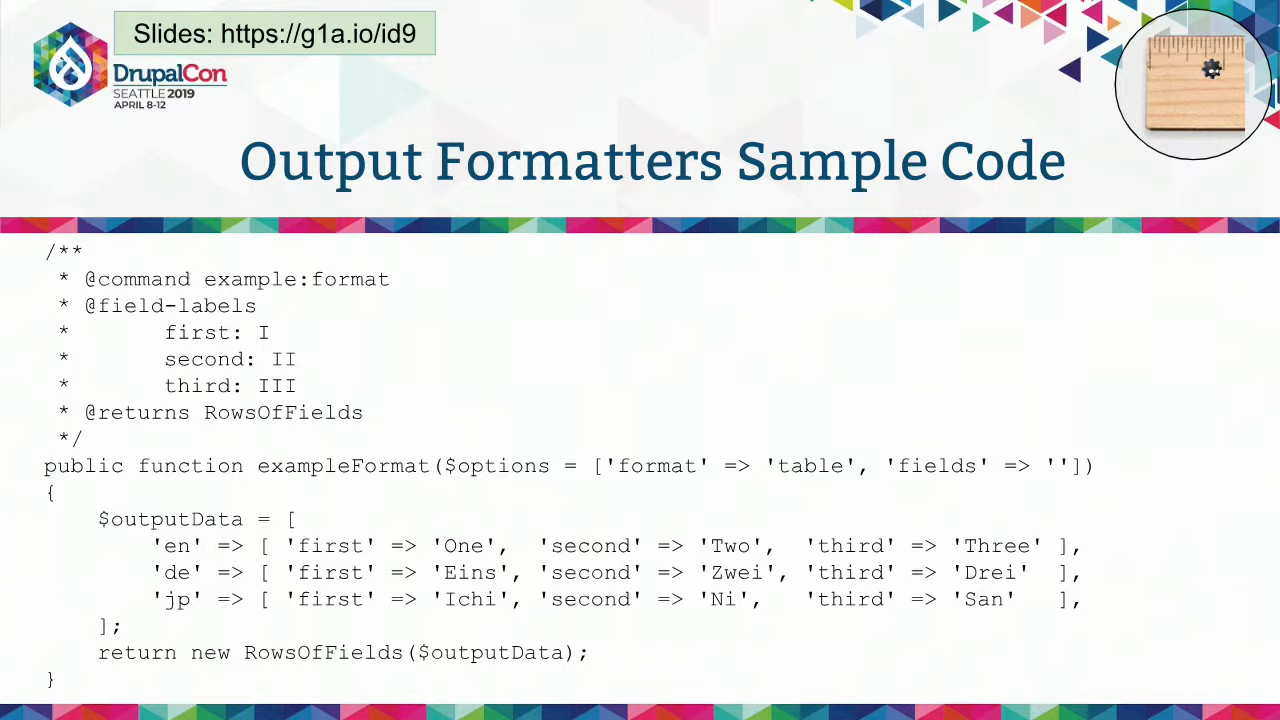 Slides: https://g1a.io/id9
DrupalCon
SEATTLE 2019
APRIL 8-12
Output Formatters Sample Code
/**
 * @command example:format
 * @field-labels
 *       first: I
 *       second: II
 *       third: III
 * @returns RowsOfFields
 */
public function exampleFormat($options = ['format' => 'table', 'fields' => ''])
{
    $outputData = [
        'en' => [ 'first' => 'One',  'second' => 'Two',  'third' => 'Three' ],
        'de' => [ 'first' => 'Eins', 'second' => 'Zwei', 'third' => 'Drei'  ],
        'jp' => [ 'first' => 'Ichi', 'second' => 'Ni',   'third' => 'San'   ],
    ];
    return new RowsOfFields($outputData);
}